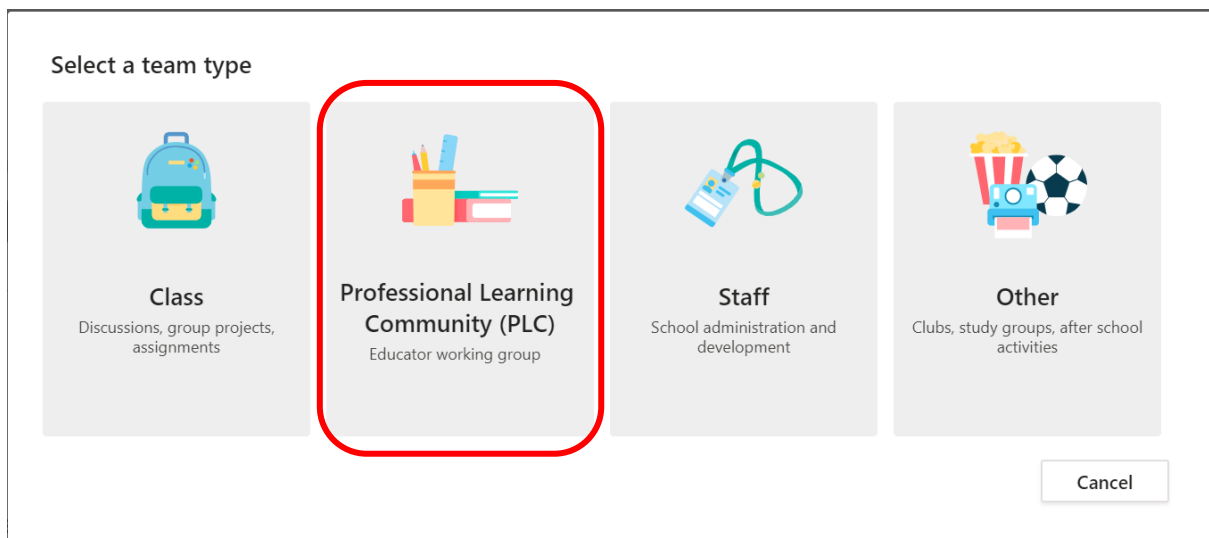 Select a team type
Class
Discussions, group projects,
assignments
Professional Learning
Community (PLC)
Educator working group
Staff
School administration and
development
Other
Clubs, study groups, after school
activities
Cancel